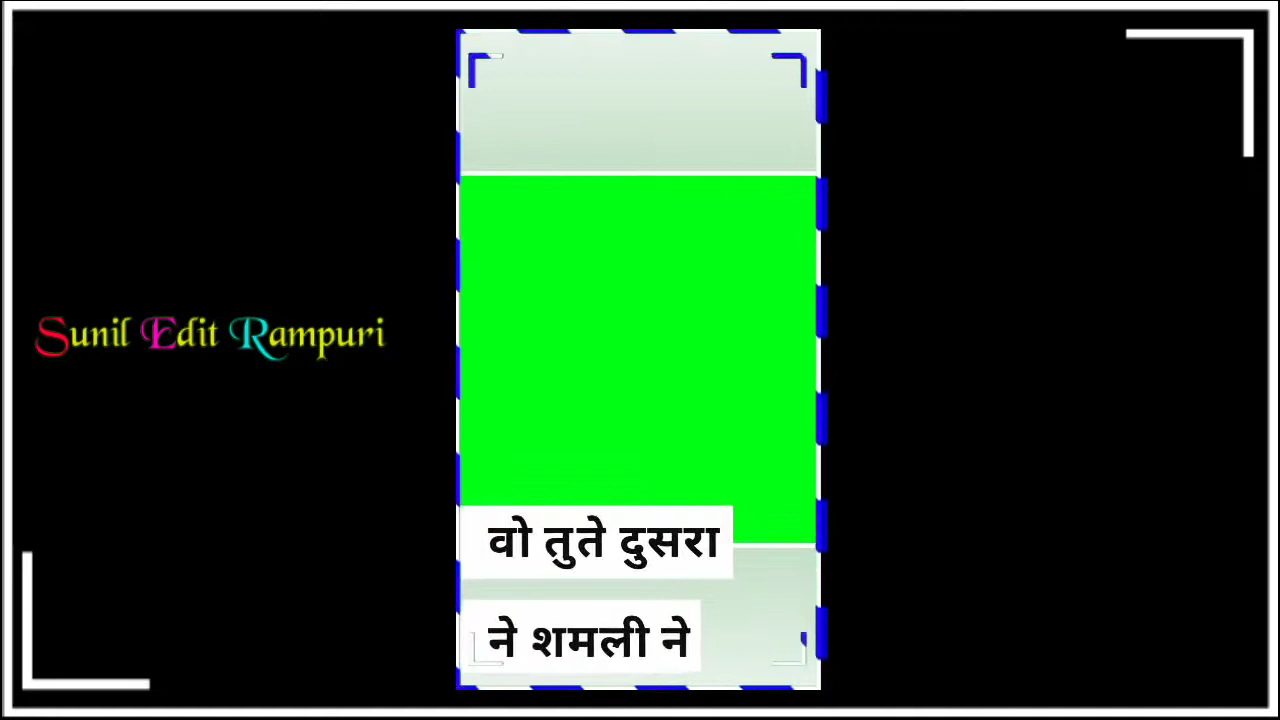 Sunil Edit Rampuri
वो तुते दुसरा
ने शमली ने